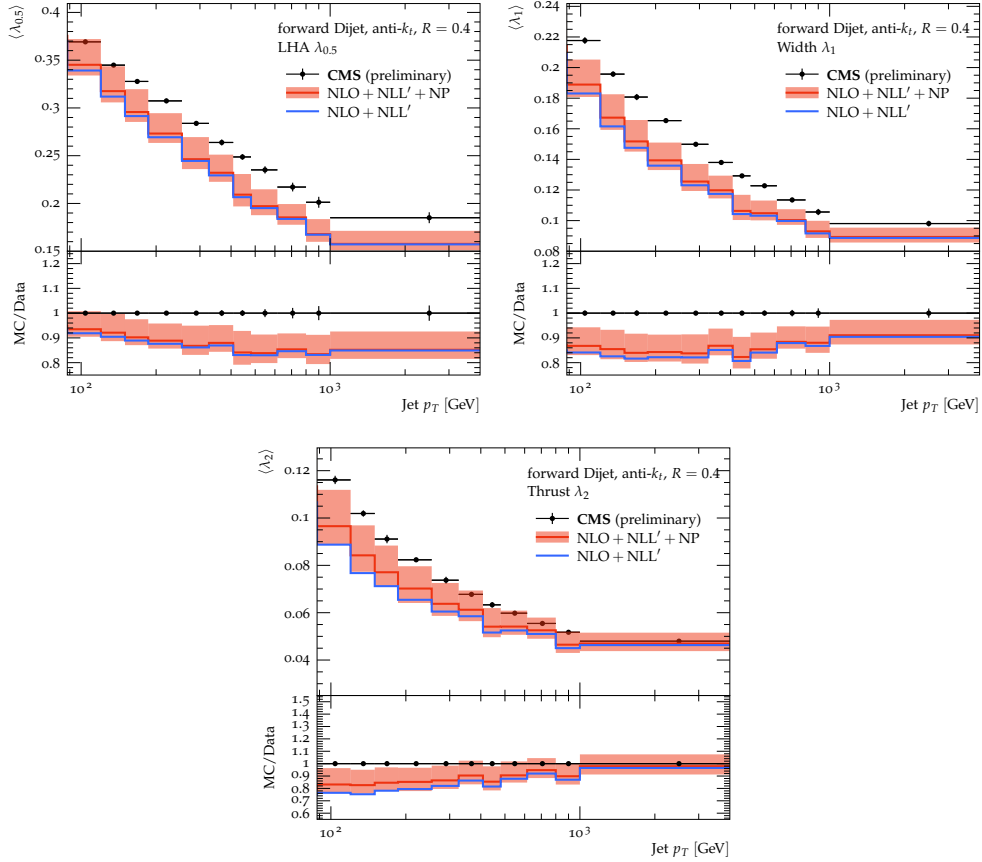 ⟨λ0.5⟩
forward Dijet, anti-kt, R = 0.4
LHA λ0.5
CMS (preliminary)
NLO + NLL′ + NP
NLO + NLL′
0.4
0.35
0.3
0.25
0.2
0.15
MC/Data
1.2
1.1
1
0.9
0.8
10²
10³
Jet pT [GeV]
⟨λ1⟩
forward Dijet, anti-kt, R = 0.4
Width λ1
CMS (preliminary)
NLO + NLL′ + NP
NLO + NLL′
0.24
0.22
0.2
0.18
0.16
0.14
0.12
0.1
0.08
MC/Data
1.2
1.1
1
0.9
0.8
10²
10³
Jet pT [GeV]
⟨λ2⟩
forward Dijet, anti-kt, R = 0.4
Thrust λ2
CMS (preliminary)
NLO + NLL′ + NP
NLO + NLL′
0.12
0.1
0.08
0.06
0.04
MC/Data
1.5
1.4
1.3
1.2
1.1
1
0.9
0.8
0.7
0.6
10²
10³
Jet pT [GeV]